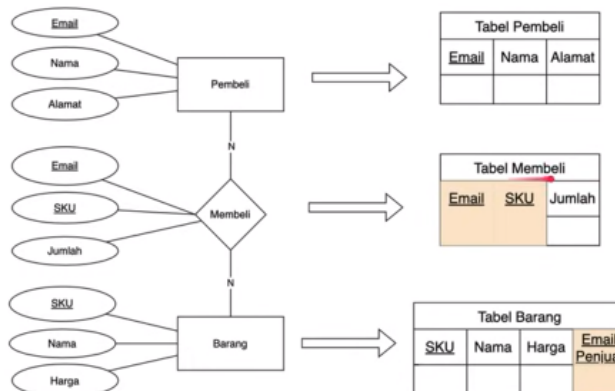 Email
Nama
Alamat
Pembeli
Tabel Pembeli
Email Nama Alamat
N
Email
SKU
Jumlah
Membeli
Tabel Membeli
Email SKU Jumlah
N
SKU
Nama
Harga
Barang
Tabel Barang
SKU Nama Harga Email